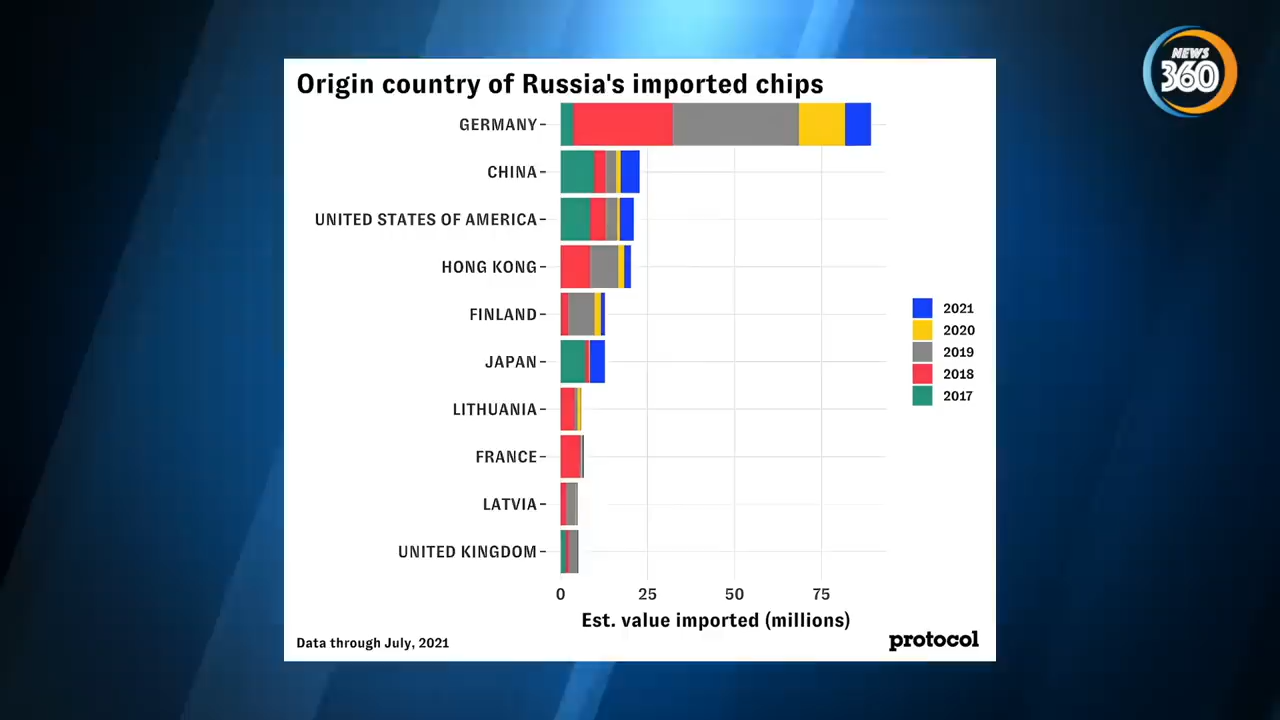 NEWS
360
Origin country of Russia's imported chips
GERMANY
CHINA
UNITED STATES OF AMERICA
HONG KONG
FINLAND
JAPAN
LITHUANIA
FRANCE
LATVIA
UNITED KINGDOM
0 25 50 75
Est. value imported (millions)
2021
2020
2019
2018
2017
Data through July, 2021
protocol